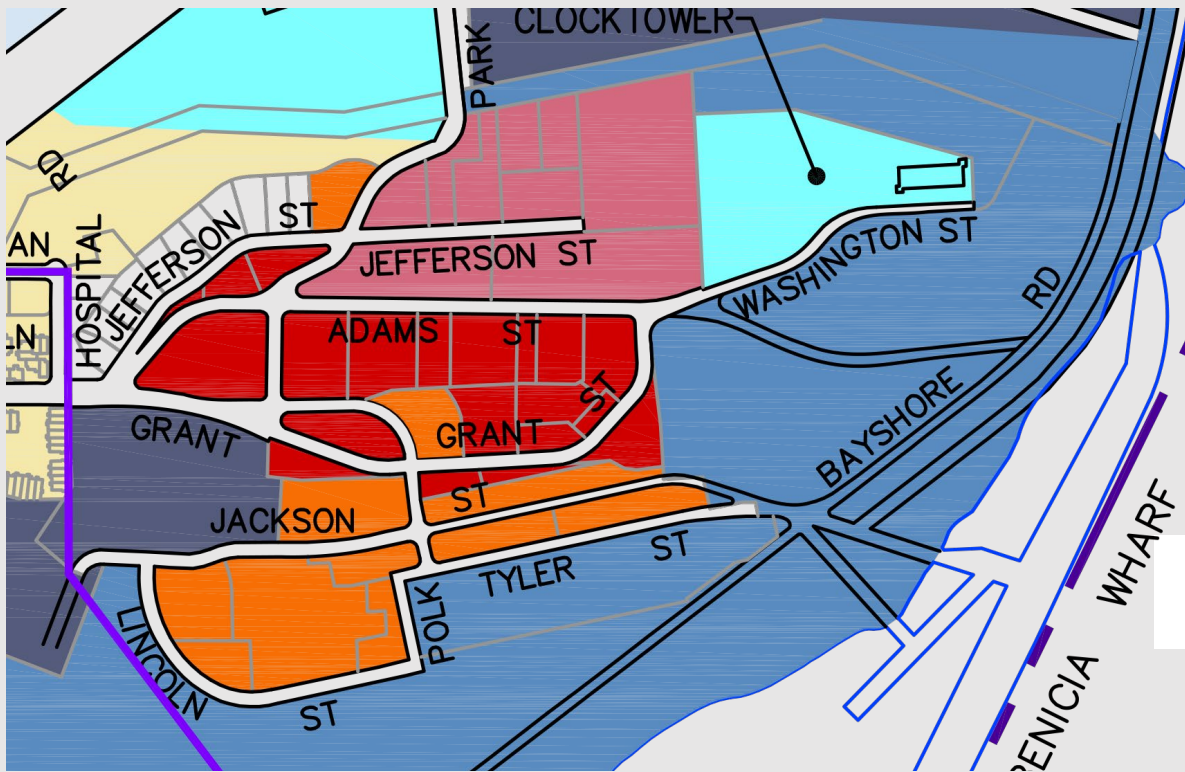 CLOCKTOWER
PARK
RD
HOSPITAL
JEFFERSON ST
AN
LN
JEFFERSON ST
WASHINGTON ST
RD
ADAMS ST
ST
GRANT
GRANT
BAYSHORE
ST
JACKSON
ST
TYLER
POLK
LINCOLN
ST
WHARF
BENICIA